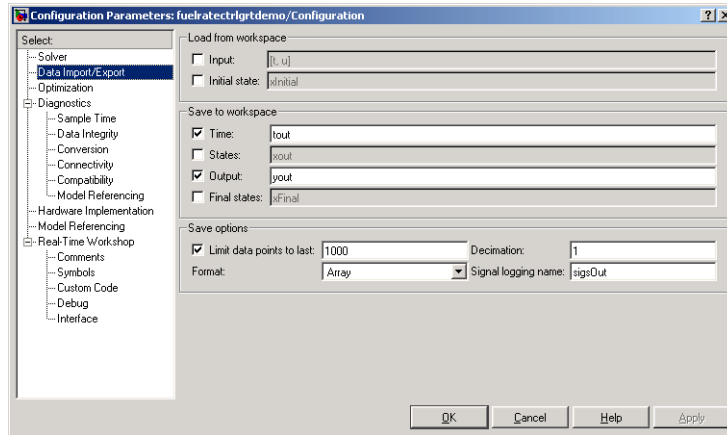 Configuration Parameters: fuelratectrlgrtdemo/Configuration
Select:
Solver
Data Import/Export
Optimization
Diagnostics
Sample Time
Data Integrity
Conversion
Connectivity
Compatibility
Model Referencing
Hardware Implementation
Model Referencing
Real-Time Workshop
Comments
Symbols
Custom Code
Debug
Interface
Load from workspace
Input: [t, u]
Initial state: xInitial
Save to workspace
Time: tout
States: xout
Output: yout
Final states: xFinal
Save options
Limit data points to last: 1000 Decimation: 1
Format: Array Signal logging name: sigsOut
OK Cancel Help Apply